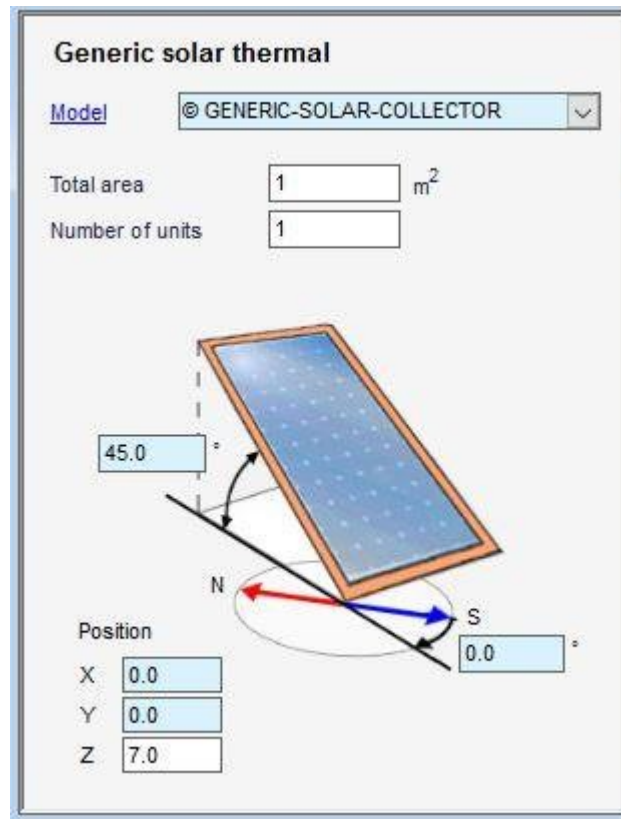 Generic solar thermal
Model © GENERIC-SOLAR-COLLECTOR
Total area 1 m²
Number of units 1
45.0 °
N
S
0.0 °
Position
X 0.0
Y 0.0
Z 7.0